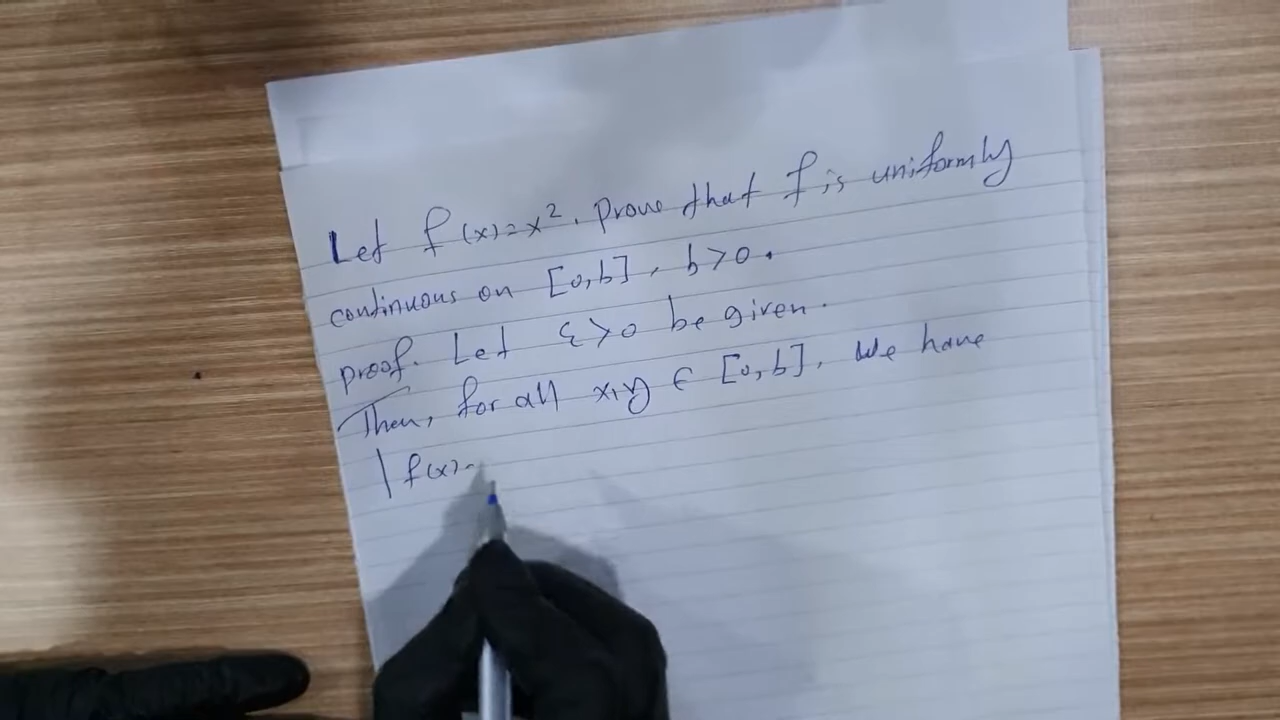 Let f(x)=x². Prove that f is uniformly
continuous on [0,b], b>0.
proof. Let ε>0 be given.
Then, for all x,y ∈ [0,b], We have
|f(x)-